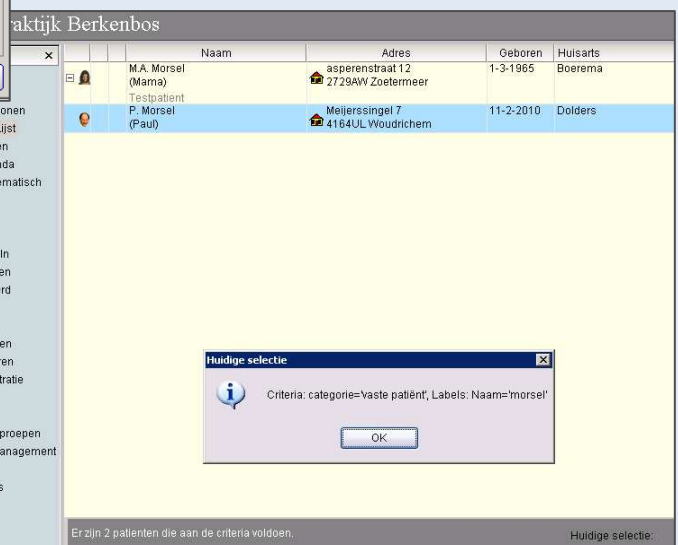 raktijk Berkenbos
Naam Adres Geboren Huisarts
M.A. Morsel asperenstraat 12 1-3-1965 Boerema
(Mama) 2729AW Zoetermeer
Testpatient
P. Morsel Meijerssingel 7 11-2-2010 Dolders
(Paul) 4164UL Woudrichem
onen
ijst
en
nda
ematisch
ln
en
rd
en
ren
tratie
proepen
anagement
s
Huidige selectie
Criteria: categorie='vaste patiënt', Labels: Naam='morsel'
OK
Er zijn 2 patienten die aan de criteria voldoen.
Huidige selectie: